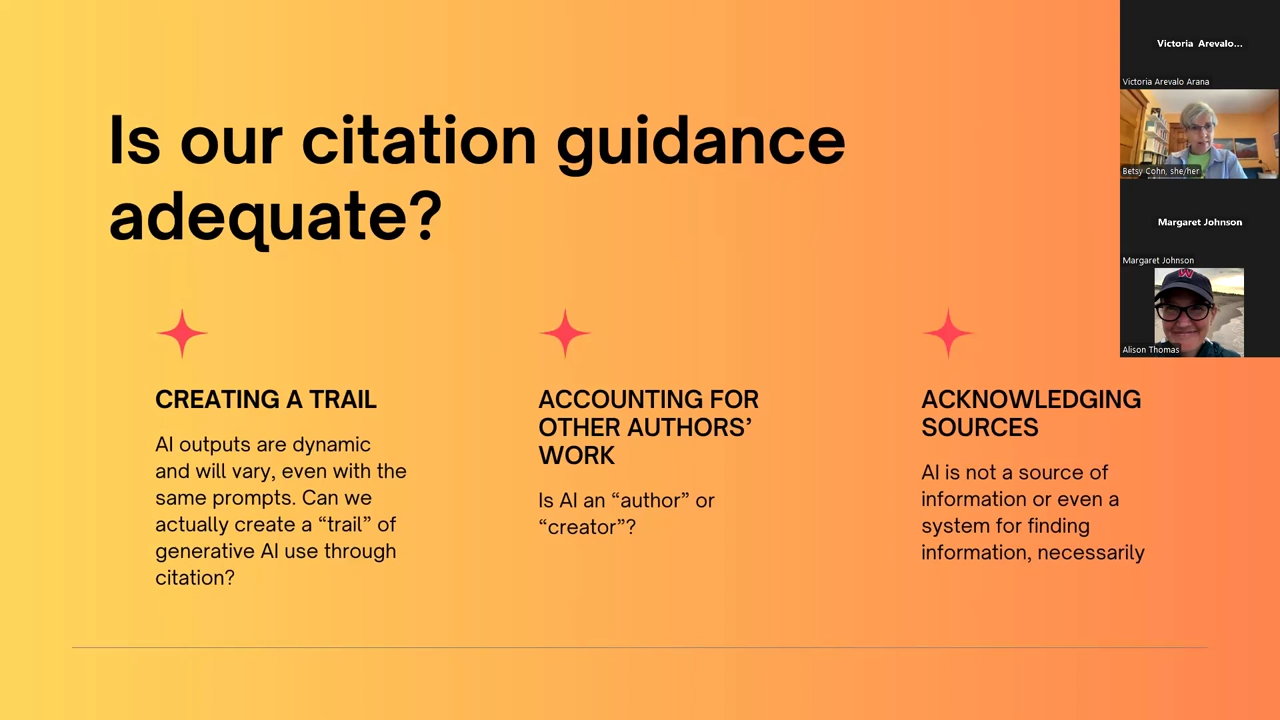 Is our citation guidance
adequate?
CREATING A TRAIL
AI outputs are dynamic
and will vary, even with the
same prompts. Can we
actually create a “trail” of
generative AI use through
citation?
ACCOUNTING FOR
OTHER AUTHORS’
WORK
Is AI an “author” or
“creator”?
ACKNOWLEDGING
SOURCES
AI is not a source of
information or even a
system for finding
information, necessarily
Victoria Arevalo...
Victoria Arevalo Arana
Betsy Cohn, she/her
Margaret Johnson
Margaret Johnson
W
Alison Thomas